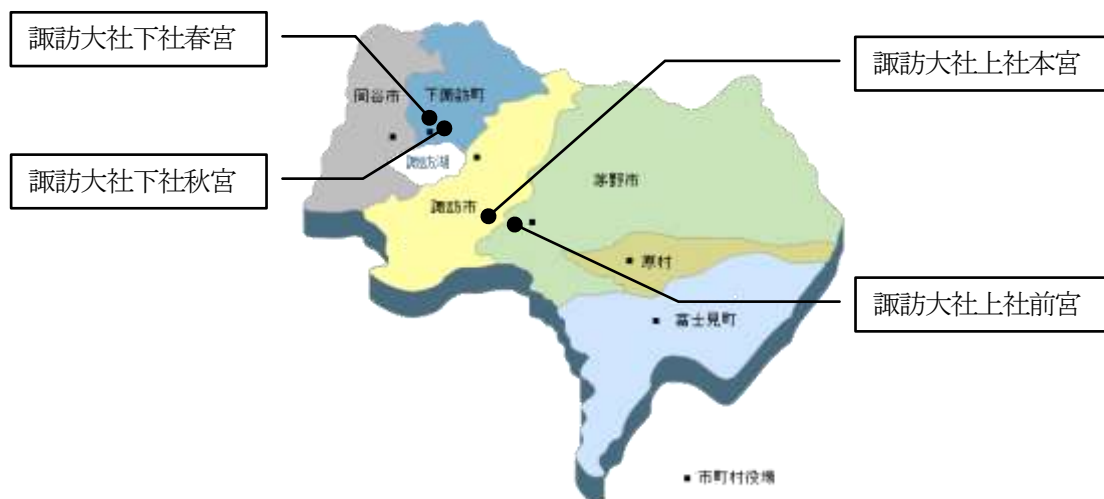 諏訪大社下社春宮
諏訪大社上社本宮
岡谷市
下諏訪町
諏訪湖
諏訪大社下社秋宮
茅野市
諏訪市
原村
諏訪大社上社前宮
富士見町
市町村役場